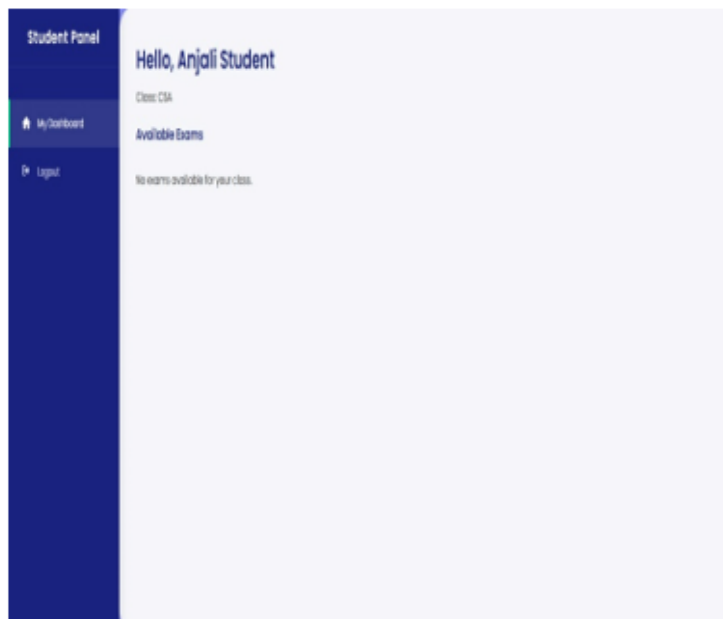 Student Panel
My Dashboard
Logout
Hello, Anjali Student
Class: CSA
Available Exams
No exams available for your class.